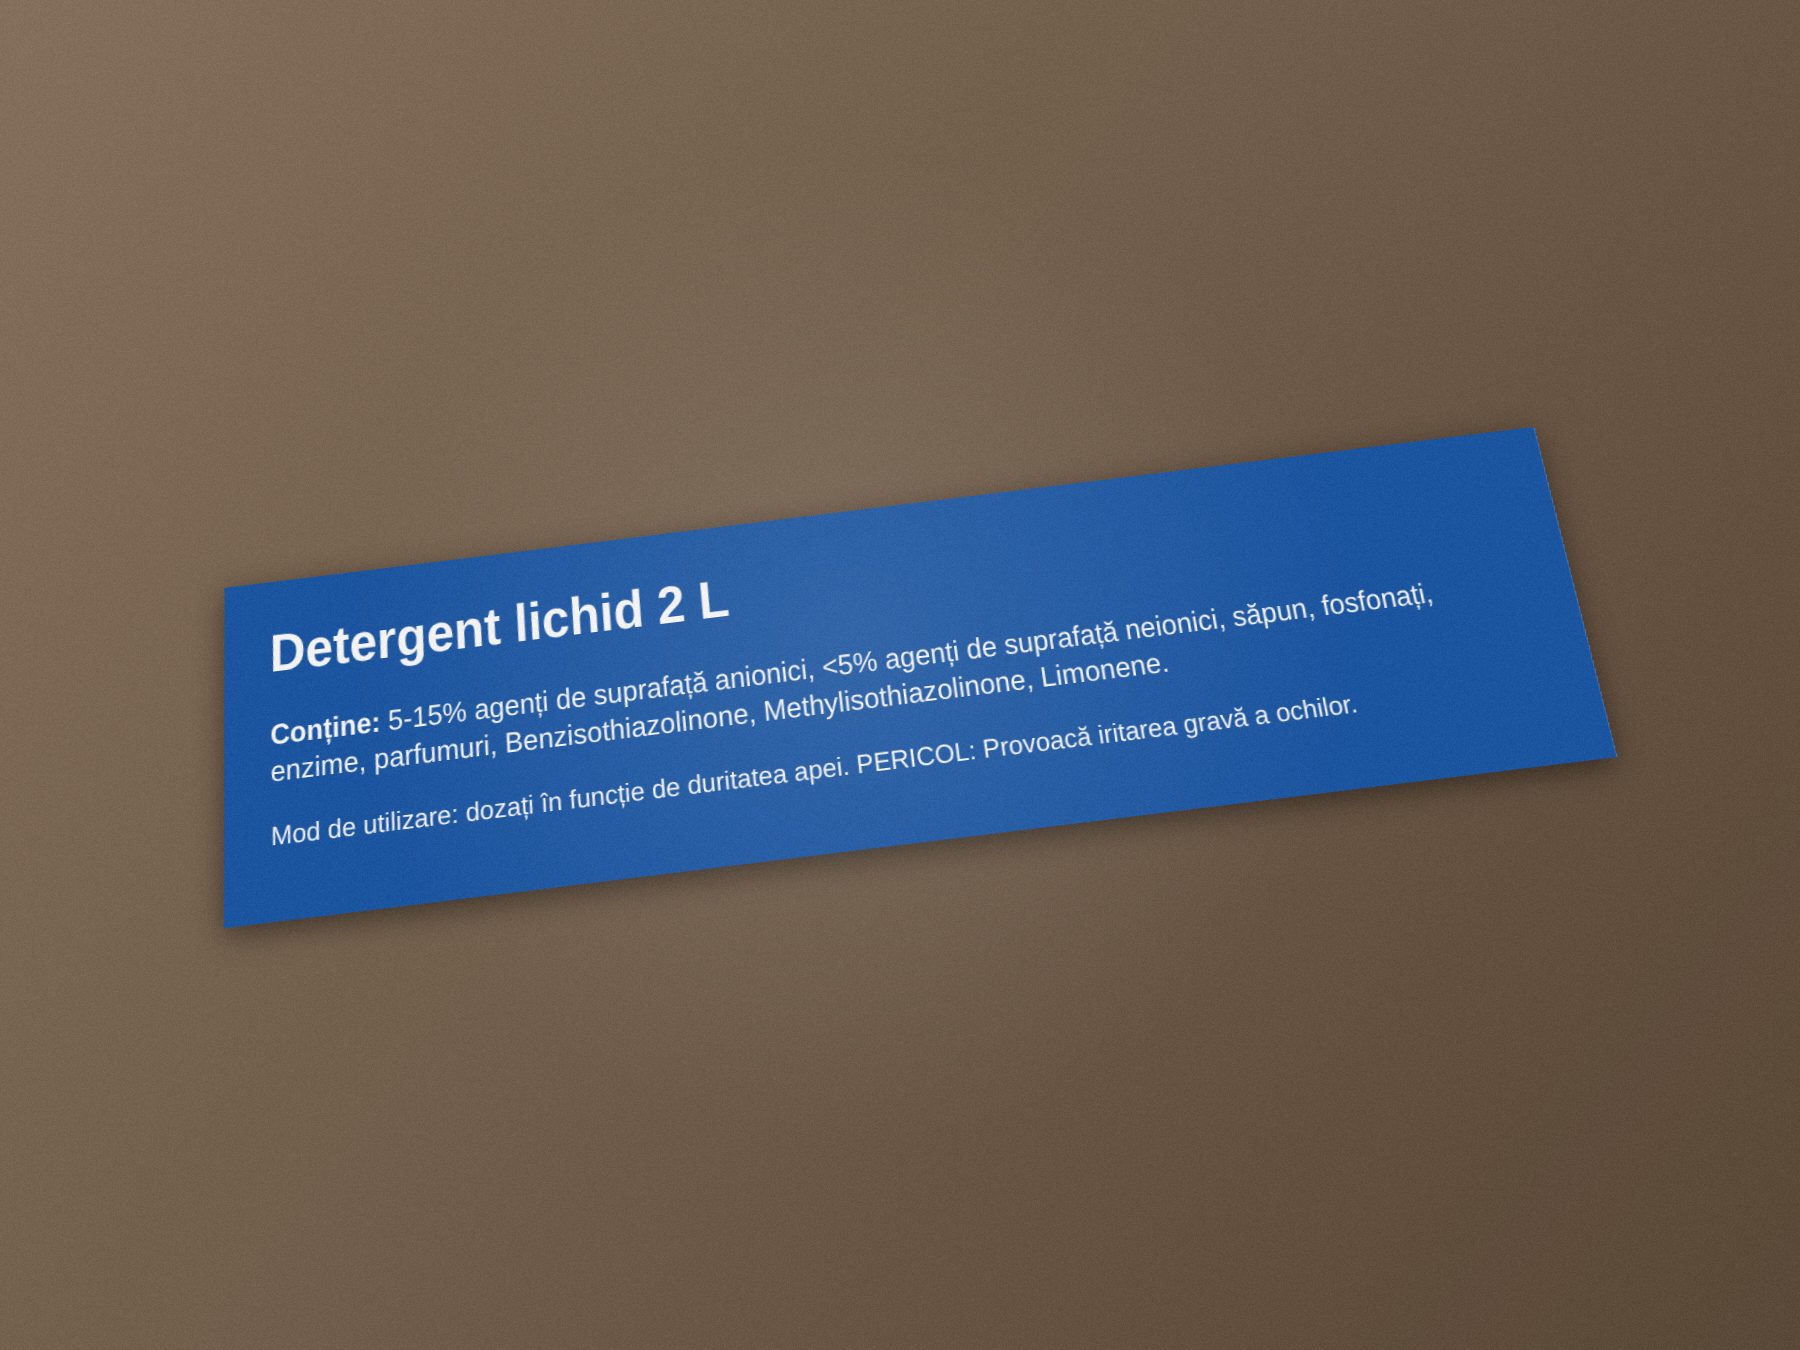 Detergent lichid 2 L
Conține: 5-15% agenți de suprafață anionici, <5% agenți de suprafață neionici, săpun, fosfonați,
enzime, parfumuri, Benzisothiazolinone, Methylisothiazolinone, Limonene.
Mod de utilizare: dozați în funcție de duritatea apei. PERICOL: Provoacă iritarea gravă a ochilor.